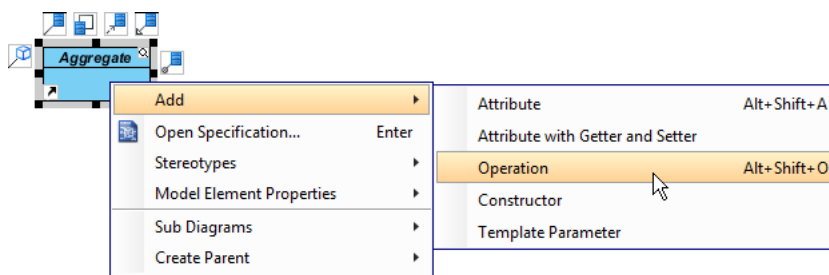 Aggregate
Add
Open Specification... Enter
Stereotypes
Model Element Properties
Sub Diagrams
Create Parent
Attribute Alt+Shift+A
Attribute with Getter and Setter
Operation Alt+Shift+O
Constructor
Template Parameter